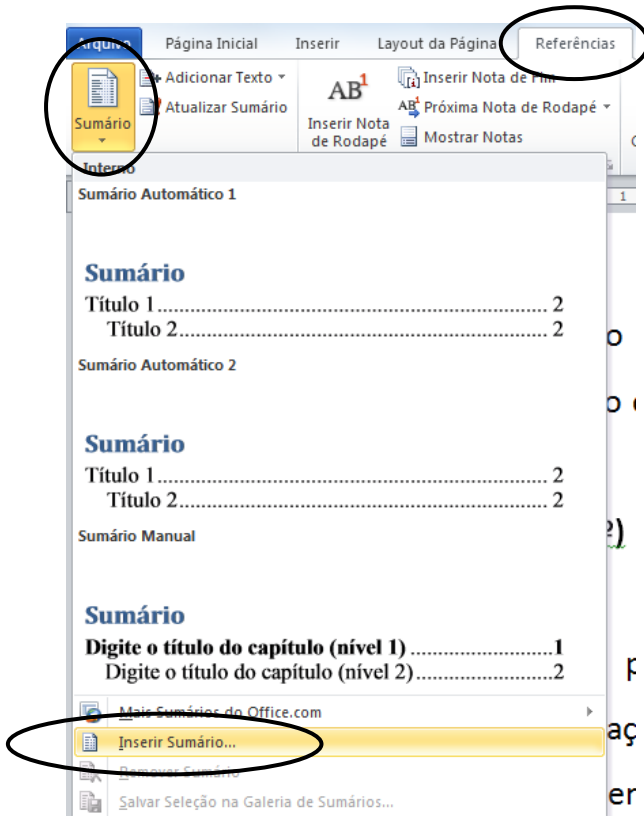 Arquivo Página Inicial Inserir Layout da Página Referências
Adicionar Texto
Atualizar Sumário
Sumário
AB1
Inserir Nota
de Rodapé
Inserir Nota de Fim
AB1 Próxima Nota de Rodapé
Mostrar Notas
Interno
1
Sumário Automático 1
Sumário
Título 1........................................................................ 2
Título 2.................................................................... 2
Sumário Automático 2
Sumário
Título 1........................................................................ 2
Título 2.................................................................... 2
Sumário Manual
Sumário
Digite o título do capítulo (nível 1) ..........................1
Digite o título do capítulo (nível 2).........................2
Mais Sumários do Office.com
Inserir Sumário...
Remover Sumário
Salvar Seleção na Galeria de Sumários...